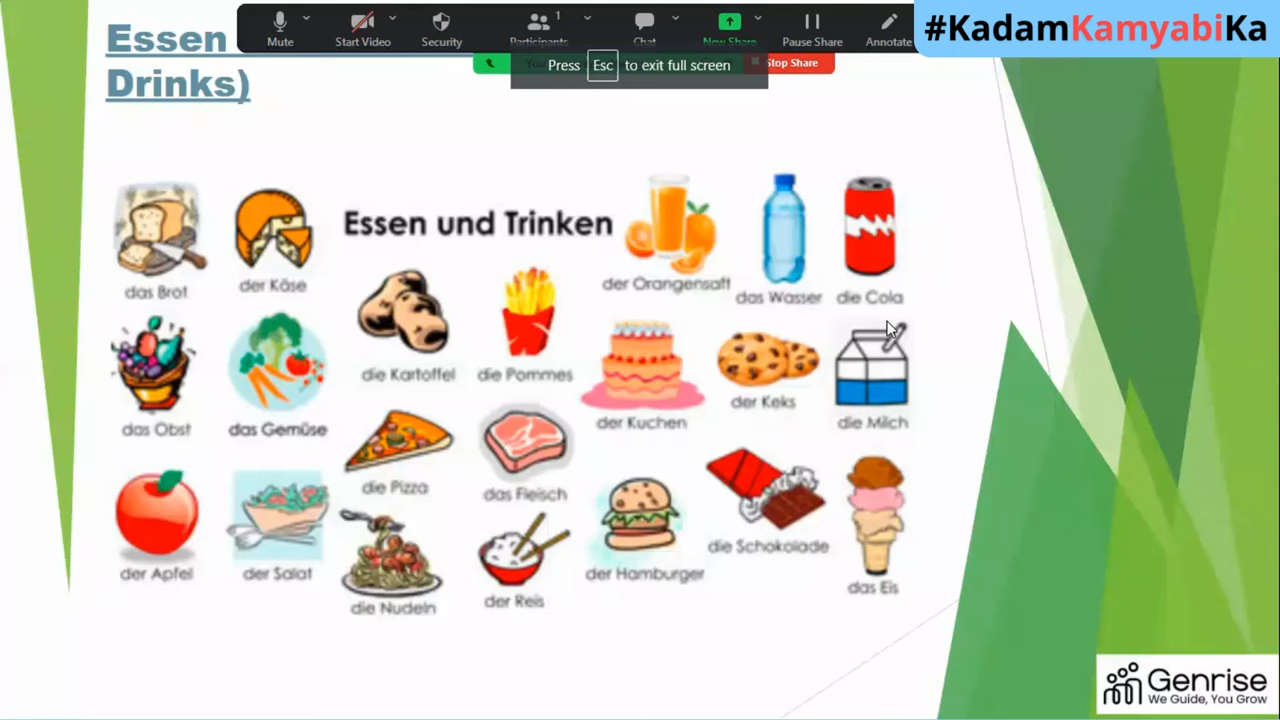 Essen
Drinks)
Mute
Start Video
Security
Participants
1
Chat
New Share
Pause Share
Annotate
#KadamKamyabiKa
Press Esc to exit full screen
Stop Share
Essen und Trinken
das Brot
der Käse
der Orangensaft
das Wasser
die Cola
die Kartoffel
die Pommes
der Kuchen
der Keks
die Milch
das Obst
das Gemüse
die Pizza
das Fleisch
der Hamburger
die Schokolade
das Eis
der Apfel
der Salat
die Nudeln
der Reis
Genrise
We Guide, You Grow